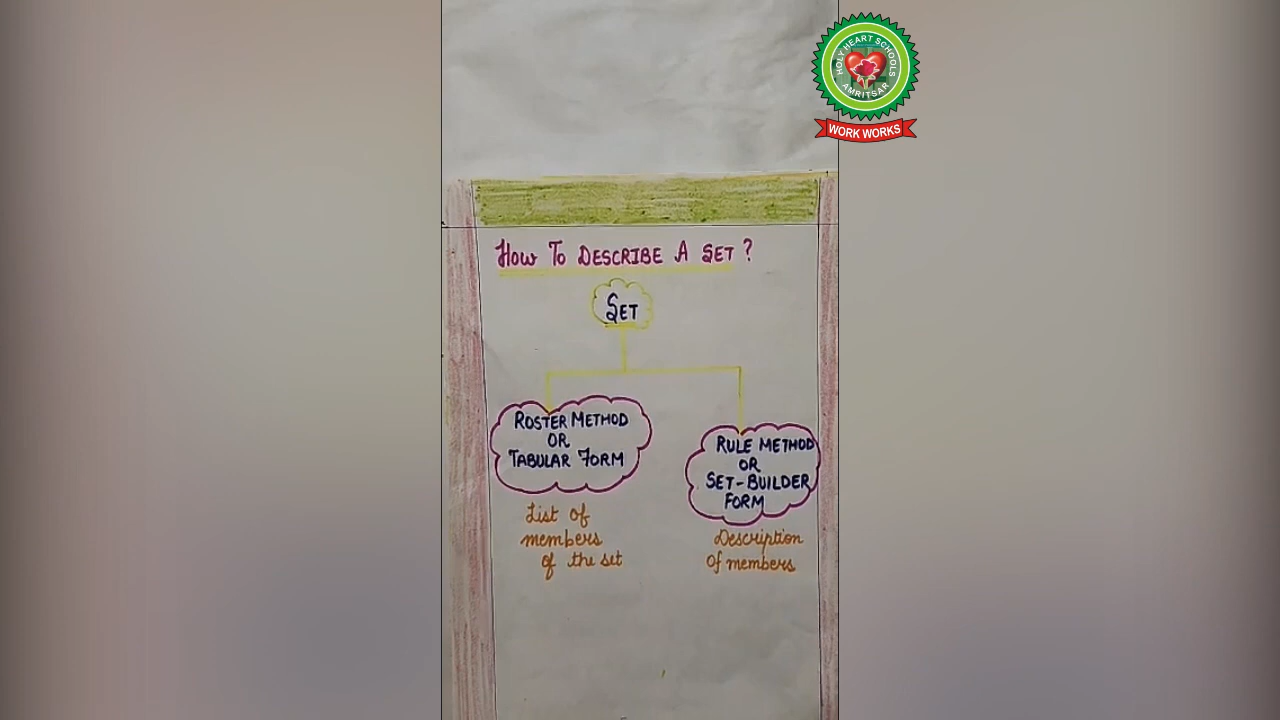 HOLY HEART SCHOOLS
AMRITSAR
WORK WORKS
HOW TO DESCRIBE A SET ?
SET
ROSTER METHOD
OR
TABULAR FORM
List of
members
of the set
RULE METHOD
OR
SET-BUILDER
FORM
Description
Of members